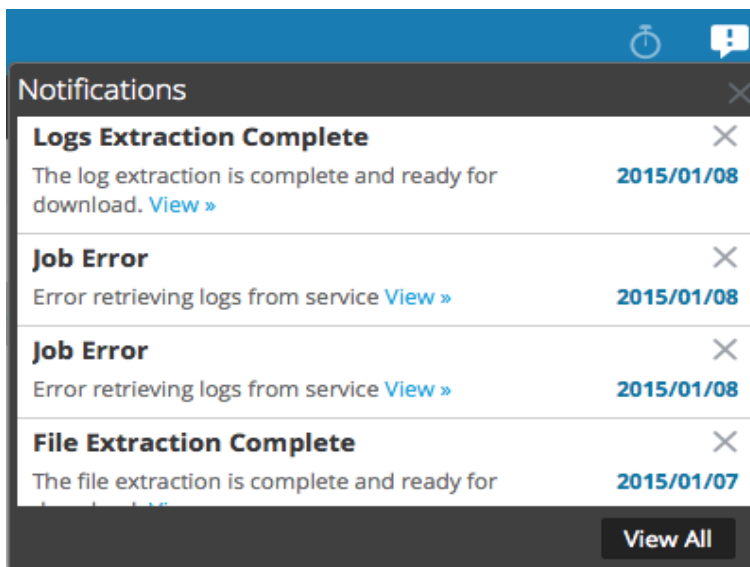 Notifications
Logs Extraction Complete
The log extraction is complete and ready for 2015/01/08
download. View »
Job Error
Error retrieving logs from service View » 2015/01/08
Job Error
Error retrieving logs from service View » 2015/01/08
File Extraction Complete
The file extraction is complete and ready for 2015/01/07
View All